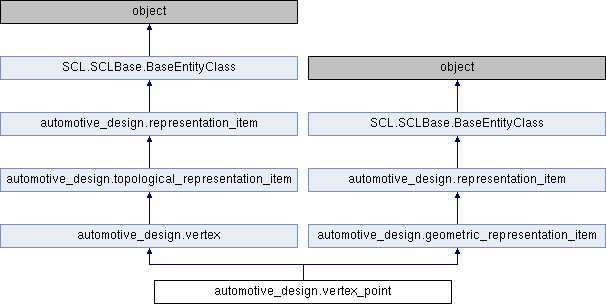 object
SCL.SCLBase.BaseEntityClass
object
automotive_design.representation_item
SCL.SCLBase.BaseEntityClass
automotive_design.topological_representation_item
automotive_design.representation_item
automotive_design.vertex
automotive_design.geometric_representation_item
automotive_design.vertex_point